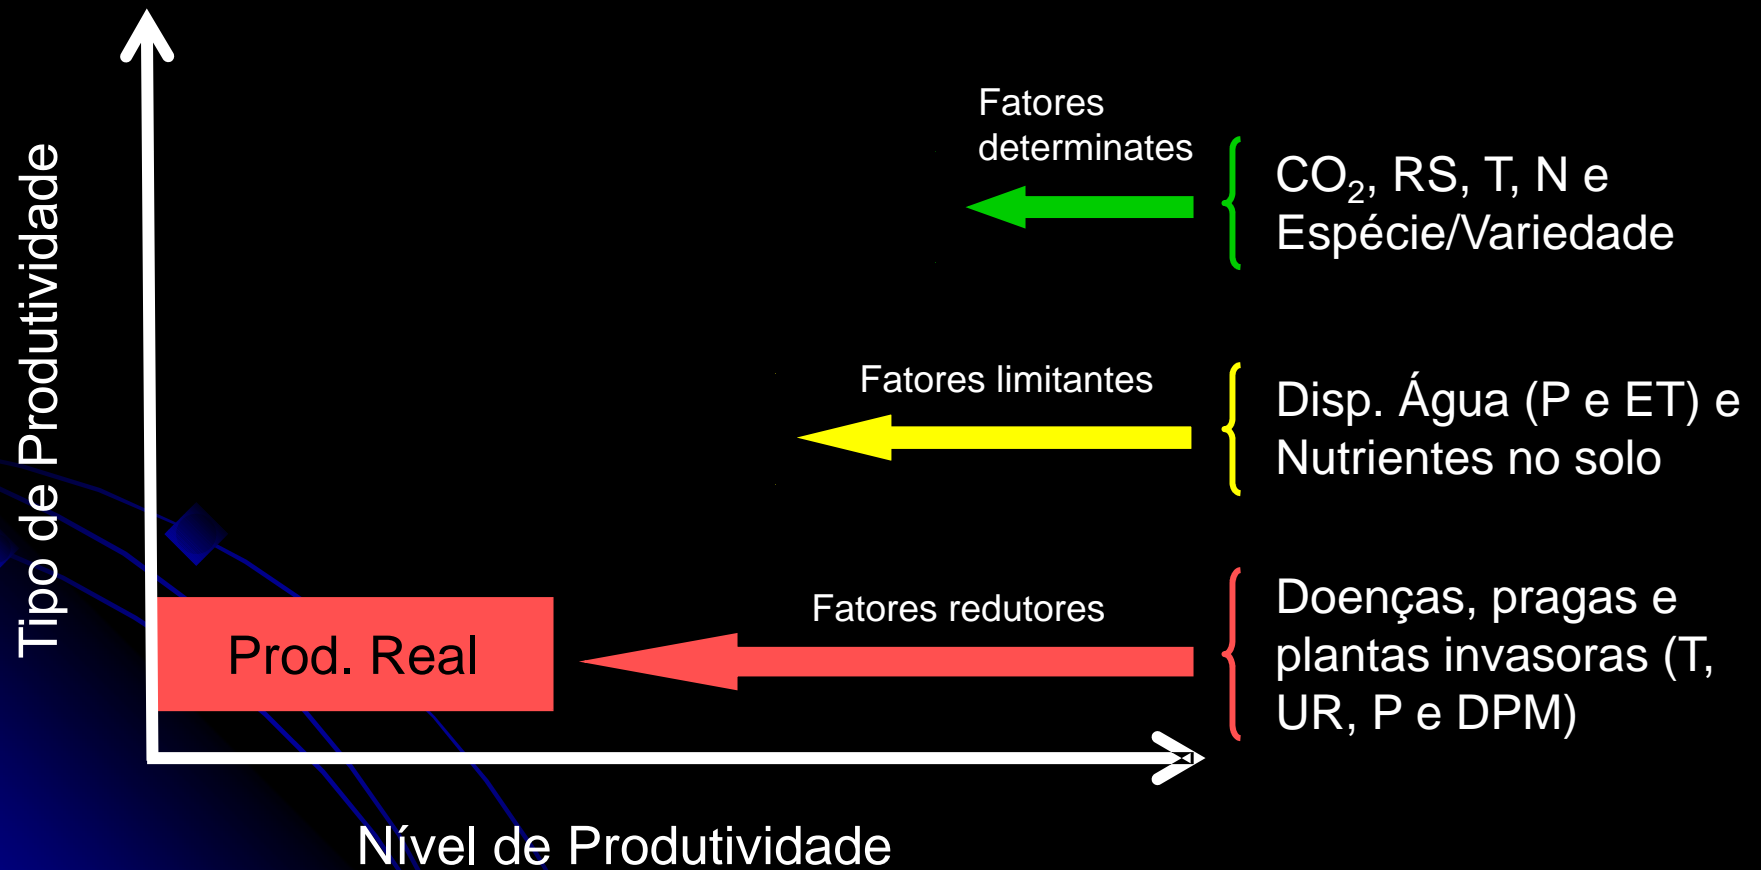 Tipo de Produtividade
Fatores
determinates
CO₂, RS, T, N e
Espécie/Variedade
Fatores limitantes
Disp. Água (P e ET) e
Nutrientes no solo
Prod. Real
Fatores redutores
Doenças, pragas e
plantas invasoras (T,
UR, P e DPM)
Nível de Produtividade